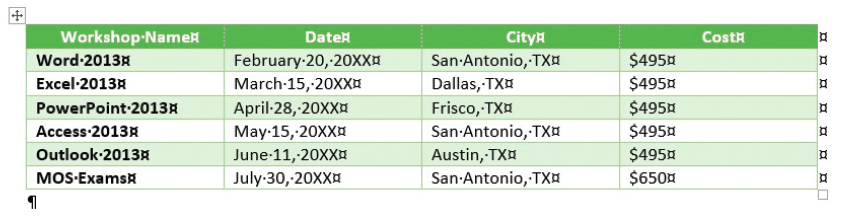 Workshop·Name¤ Date¤ City¤ Cost¤ ¤
Word·2013¤ February·20,·20XX¤ San·Antonio,·TX¤ $495¤ ¤
Excel·2013¤ March·15,·20XX¤ Dallas,·TX¤ $495¤ ¤
PowerPoint·2013¤ April·28,·20XX¤ Frisco,·TX¤ $495¤ ¤
Access·2013¤ May·15,·20XX¤ San·Antonio,·TX¤ $495¤ ¤
Outlook·2013¤ June·11,·20XX¤ Austin,·TX¤ $495¤ ¤
MOS·Exams¤ July·30,·20XX¤ San·Antonio,·TX¤ $650¤ ¤
¶